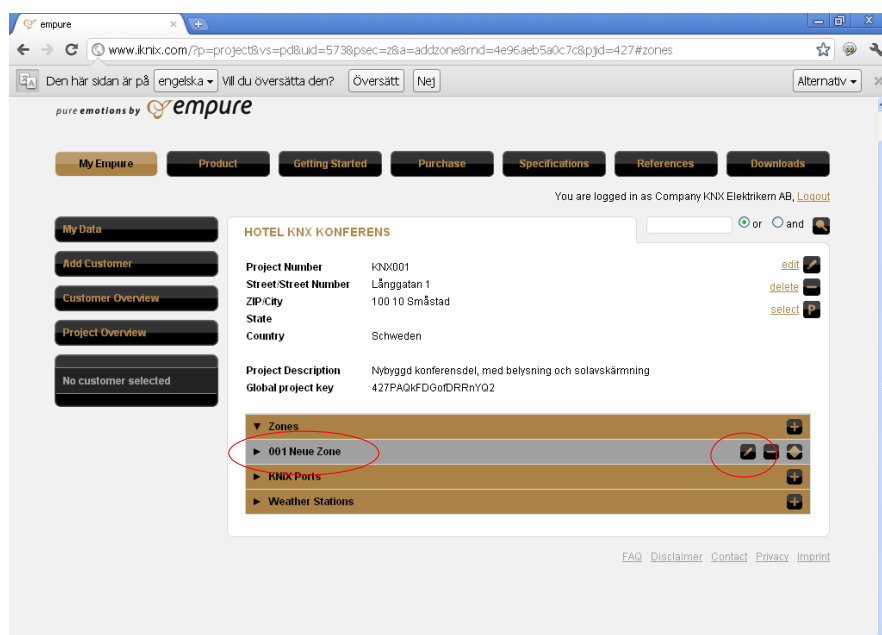 empure
www.iknix.com/?p=project&vs=pd&uid=573&psec=z&a=addzone&rnd=4e96aeb5a0c7c&pjid=427#zones
Den här sidan är på engelska Vill du översätta den? Översätt Nej Alternativ
pure emotions by empure
My Empure Product Getting Started Purchase Specifications References Downloads
You are logged in as Company KNX Elektrikern AB, Logout
My Data
Add Customer
Customer Overview
Project Overview
No customer selected
HOTEL KNX KONFERENS
or and
Project Number KNX001
Street/Street Number Långgatan 1
ZIP/City 100 10 Småstad
State
Country Schweden
edit
delete
select P
Project Description Nybyggd konferensdel, med belysning och solavskärmning
Global project key 427PAQkFDGofDRRnYQ2
Zones
001 Neue Zone
KNiX Ports
Weather Stations
FAQ Disclaimer Contact Privacy Imprint